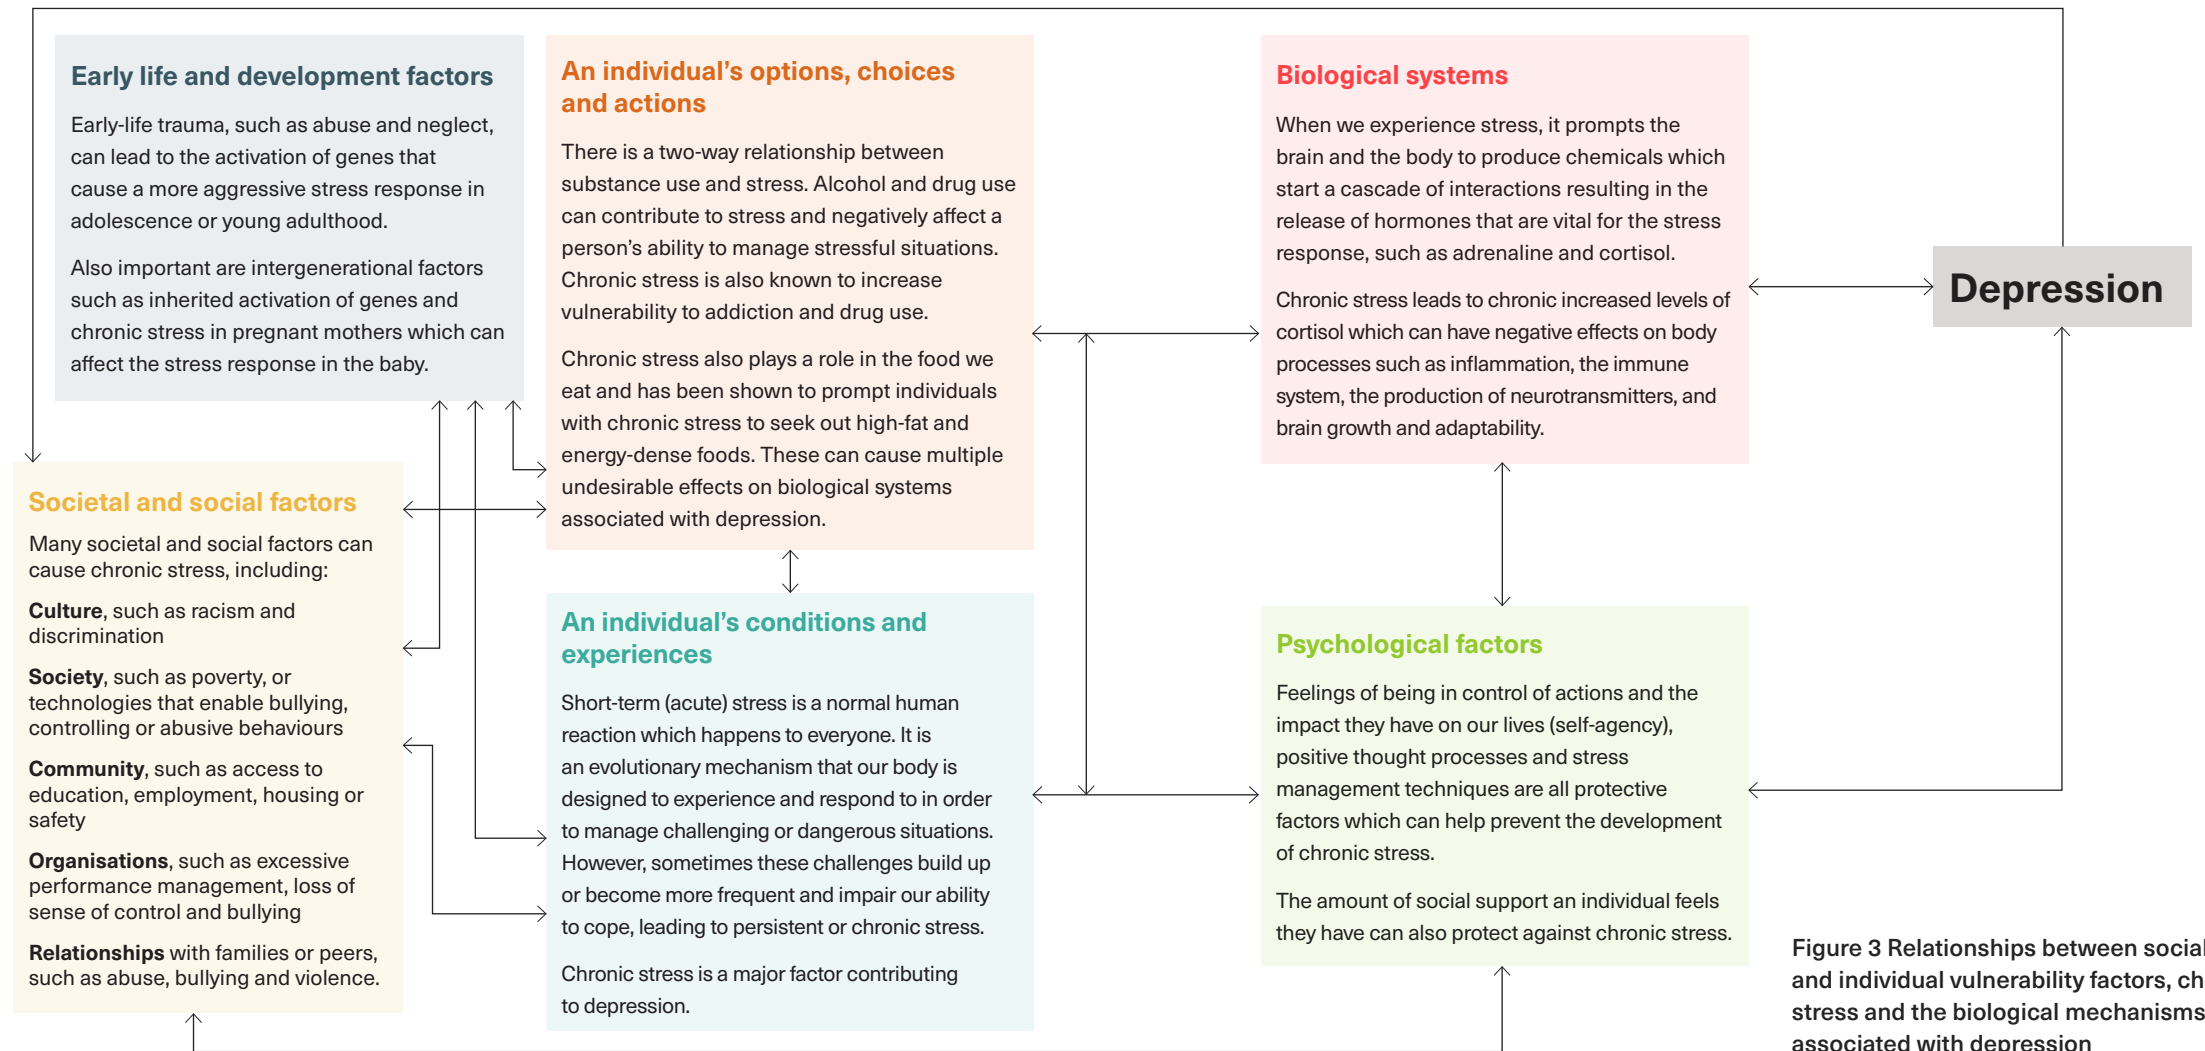 Early life and development factors
Early-life trauma, such as abuse and neglect,
can lead to the activation of genes that
cause a more aggressive stress response in
adolescence or young adulthood.
Also important are intergenerational factors
such as inherited activation of genes and
chronic stress in pregnant mothers which can
affect the stress response in the baby.
An individual's options, choices
and actions
There is a two-way relationship between
substance use and stress. Alcohol and drug use
can contribute to stress and negatively affect a
person's ability to manage stressful situations.
Chronic stress is also known to increase
vulnerability to addiction and drug use.
Chronic stress also plays a role in the food we
eat and has been shown to prompt individuals
with chronic stress to seek out high-fat and
energy-dense foods. These can cause multiple
undesirable effects on biological systems
associated with depression.
Biological systems
When we experience stress, it prompts the
brain and the body to produce chemicals which
start a cascade of interactions resulting in the
release of hormones that are vital for the stress
response, such as adrenaline and cortisol.
Chronic stress leads to chronic increased levels of
cortisol which can have negative effects on body
processes such as inflammation, the immune
system, the production of neurotransmitters, and
brain growth and adaptability.
Depression
Societal and social factors
Many societal and social factors can
cause chronic stress, including:
Culture, such as racism and
discrimination
Society, such as poverty, or
technologies that enable bullying,
controlling or abusive behaviours
Community, such as access to
education, employment, housing or
safety
Organisations, such as excessive
performance management, loss of
sense of control and bullying
Relationships with families or peers,
such as abuse, bullying and violence.
An individual's conditions and
experiences
Short-term (acute) stress is a normal human
reaction which happens to everyone. It is
an evolutionary mechanism that our body is
designed to experience and respond to in order
to manage challenging or dangerous situations.
However, sometimes these challenges build up
or become more frequent and impair our ability
to cope, leading to persistent or chronic stress.
Chronic stress is a major factor contributing
to depression.
Psychological factors
Feelings of being in control of actions and the
impact they have on our lives (self-agency),
positive thought processes and stress
management techniques are all protective
factors which can help prevent the development
of chronic stress.
The amount of social support an individual feels
they have can also protect against chronic stress.
Figure 3 Relationships between social
and individual vulnerability factors,
stress and the biological mechanisms
associated with depression